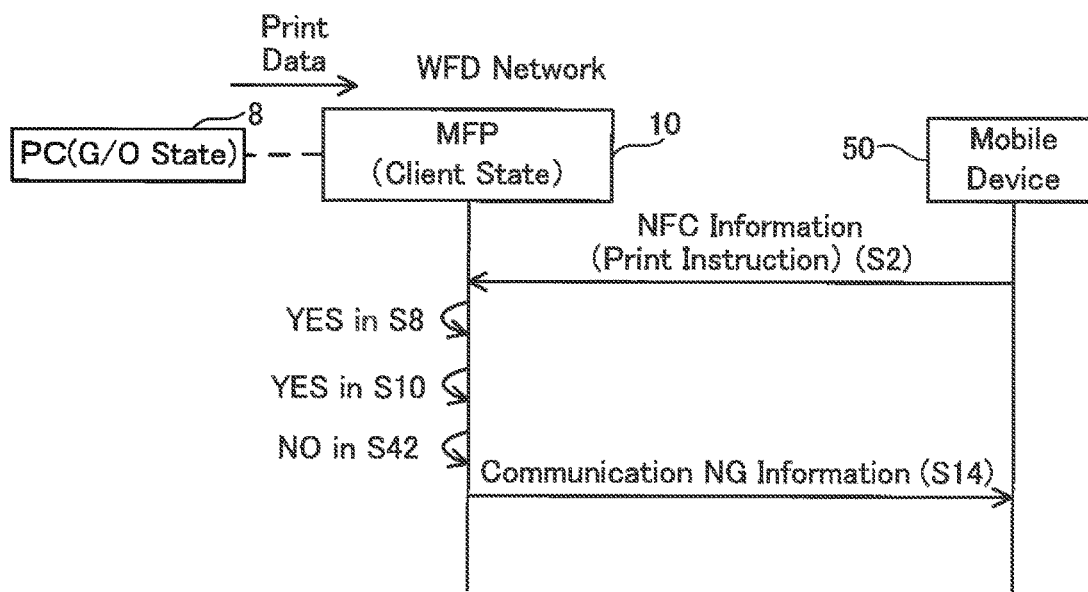 Print
Data
WFD Network
8
PC(G/O State)
MFP
(Client State)
10
50
Mobile
Device
NFC Information
(Print Instruction) (S2)
YES in S8
YES in S10
NO in S42
Communication NG Information (S14)